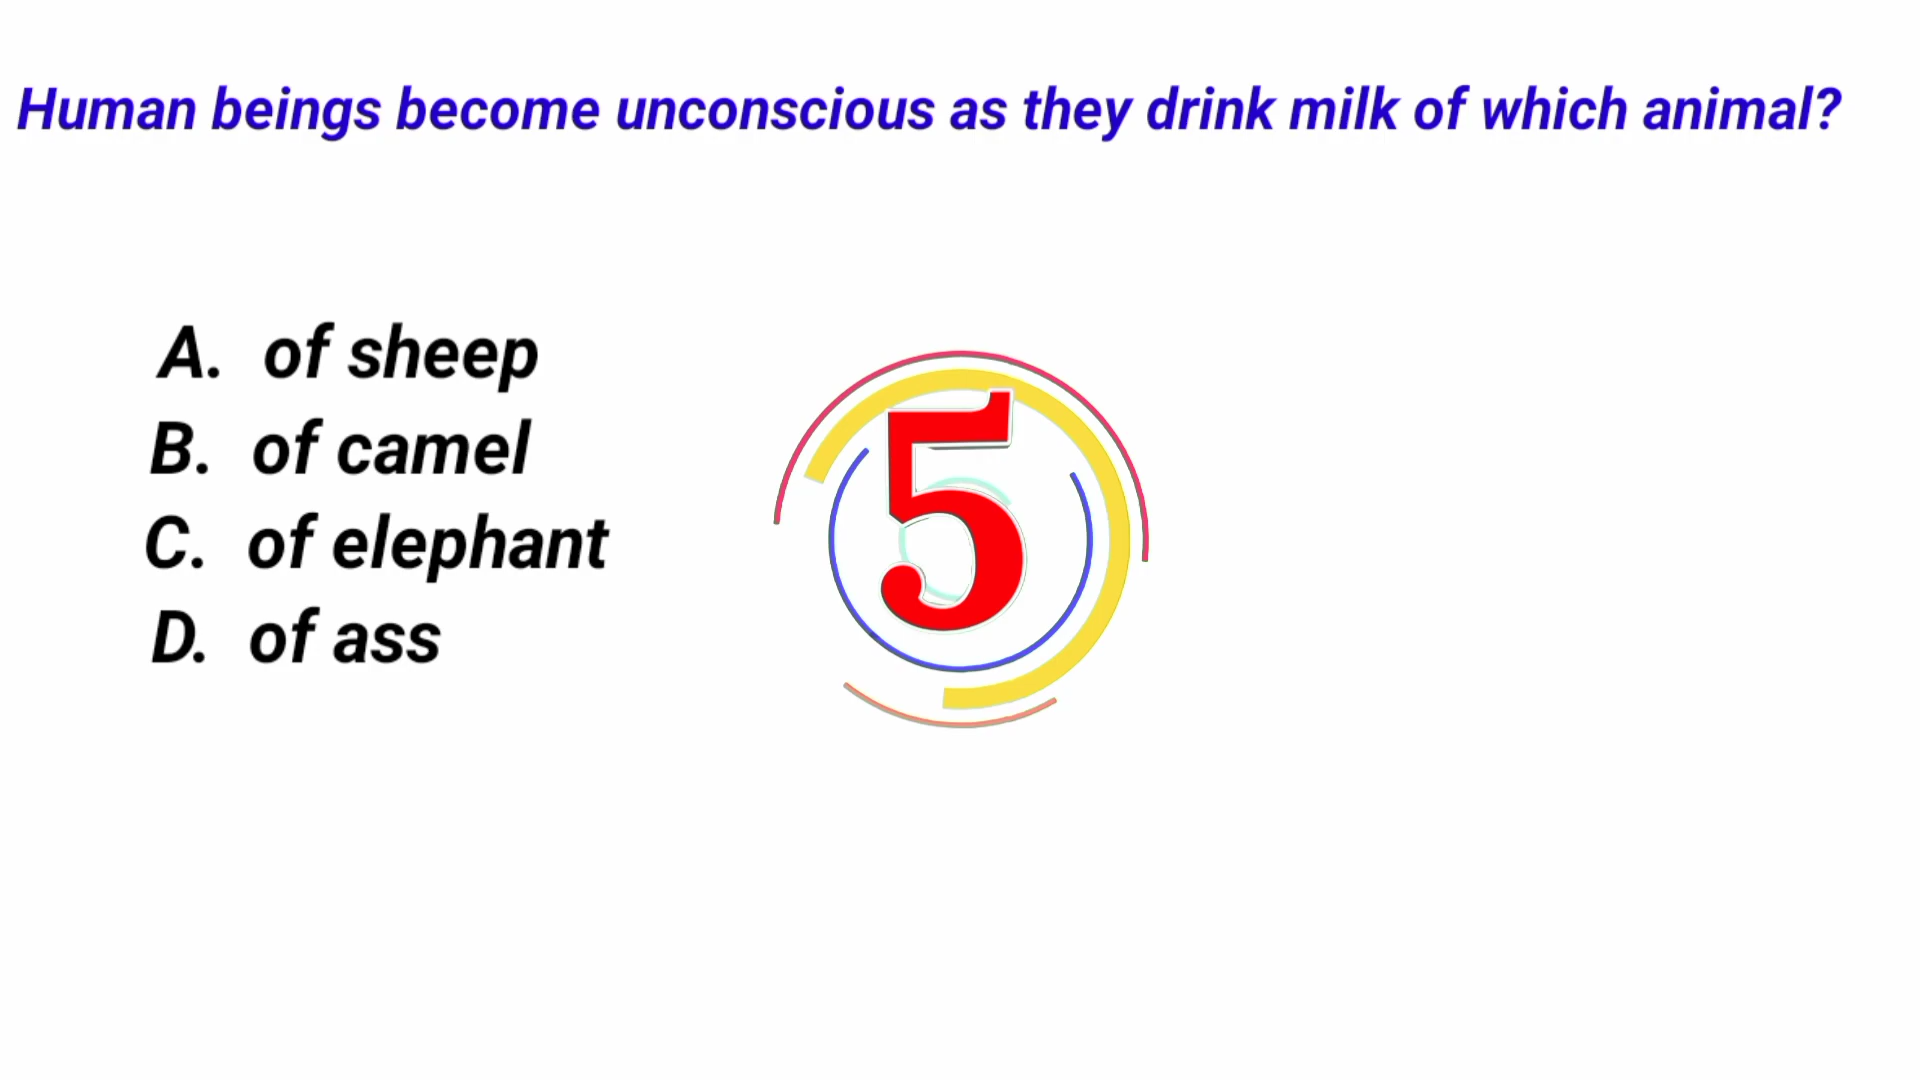 Human beings become unconscious as they drink milk of which animal?
A. of sheep
B. of camel
C. of elephant
D. of ass
5